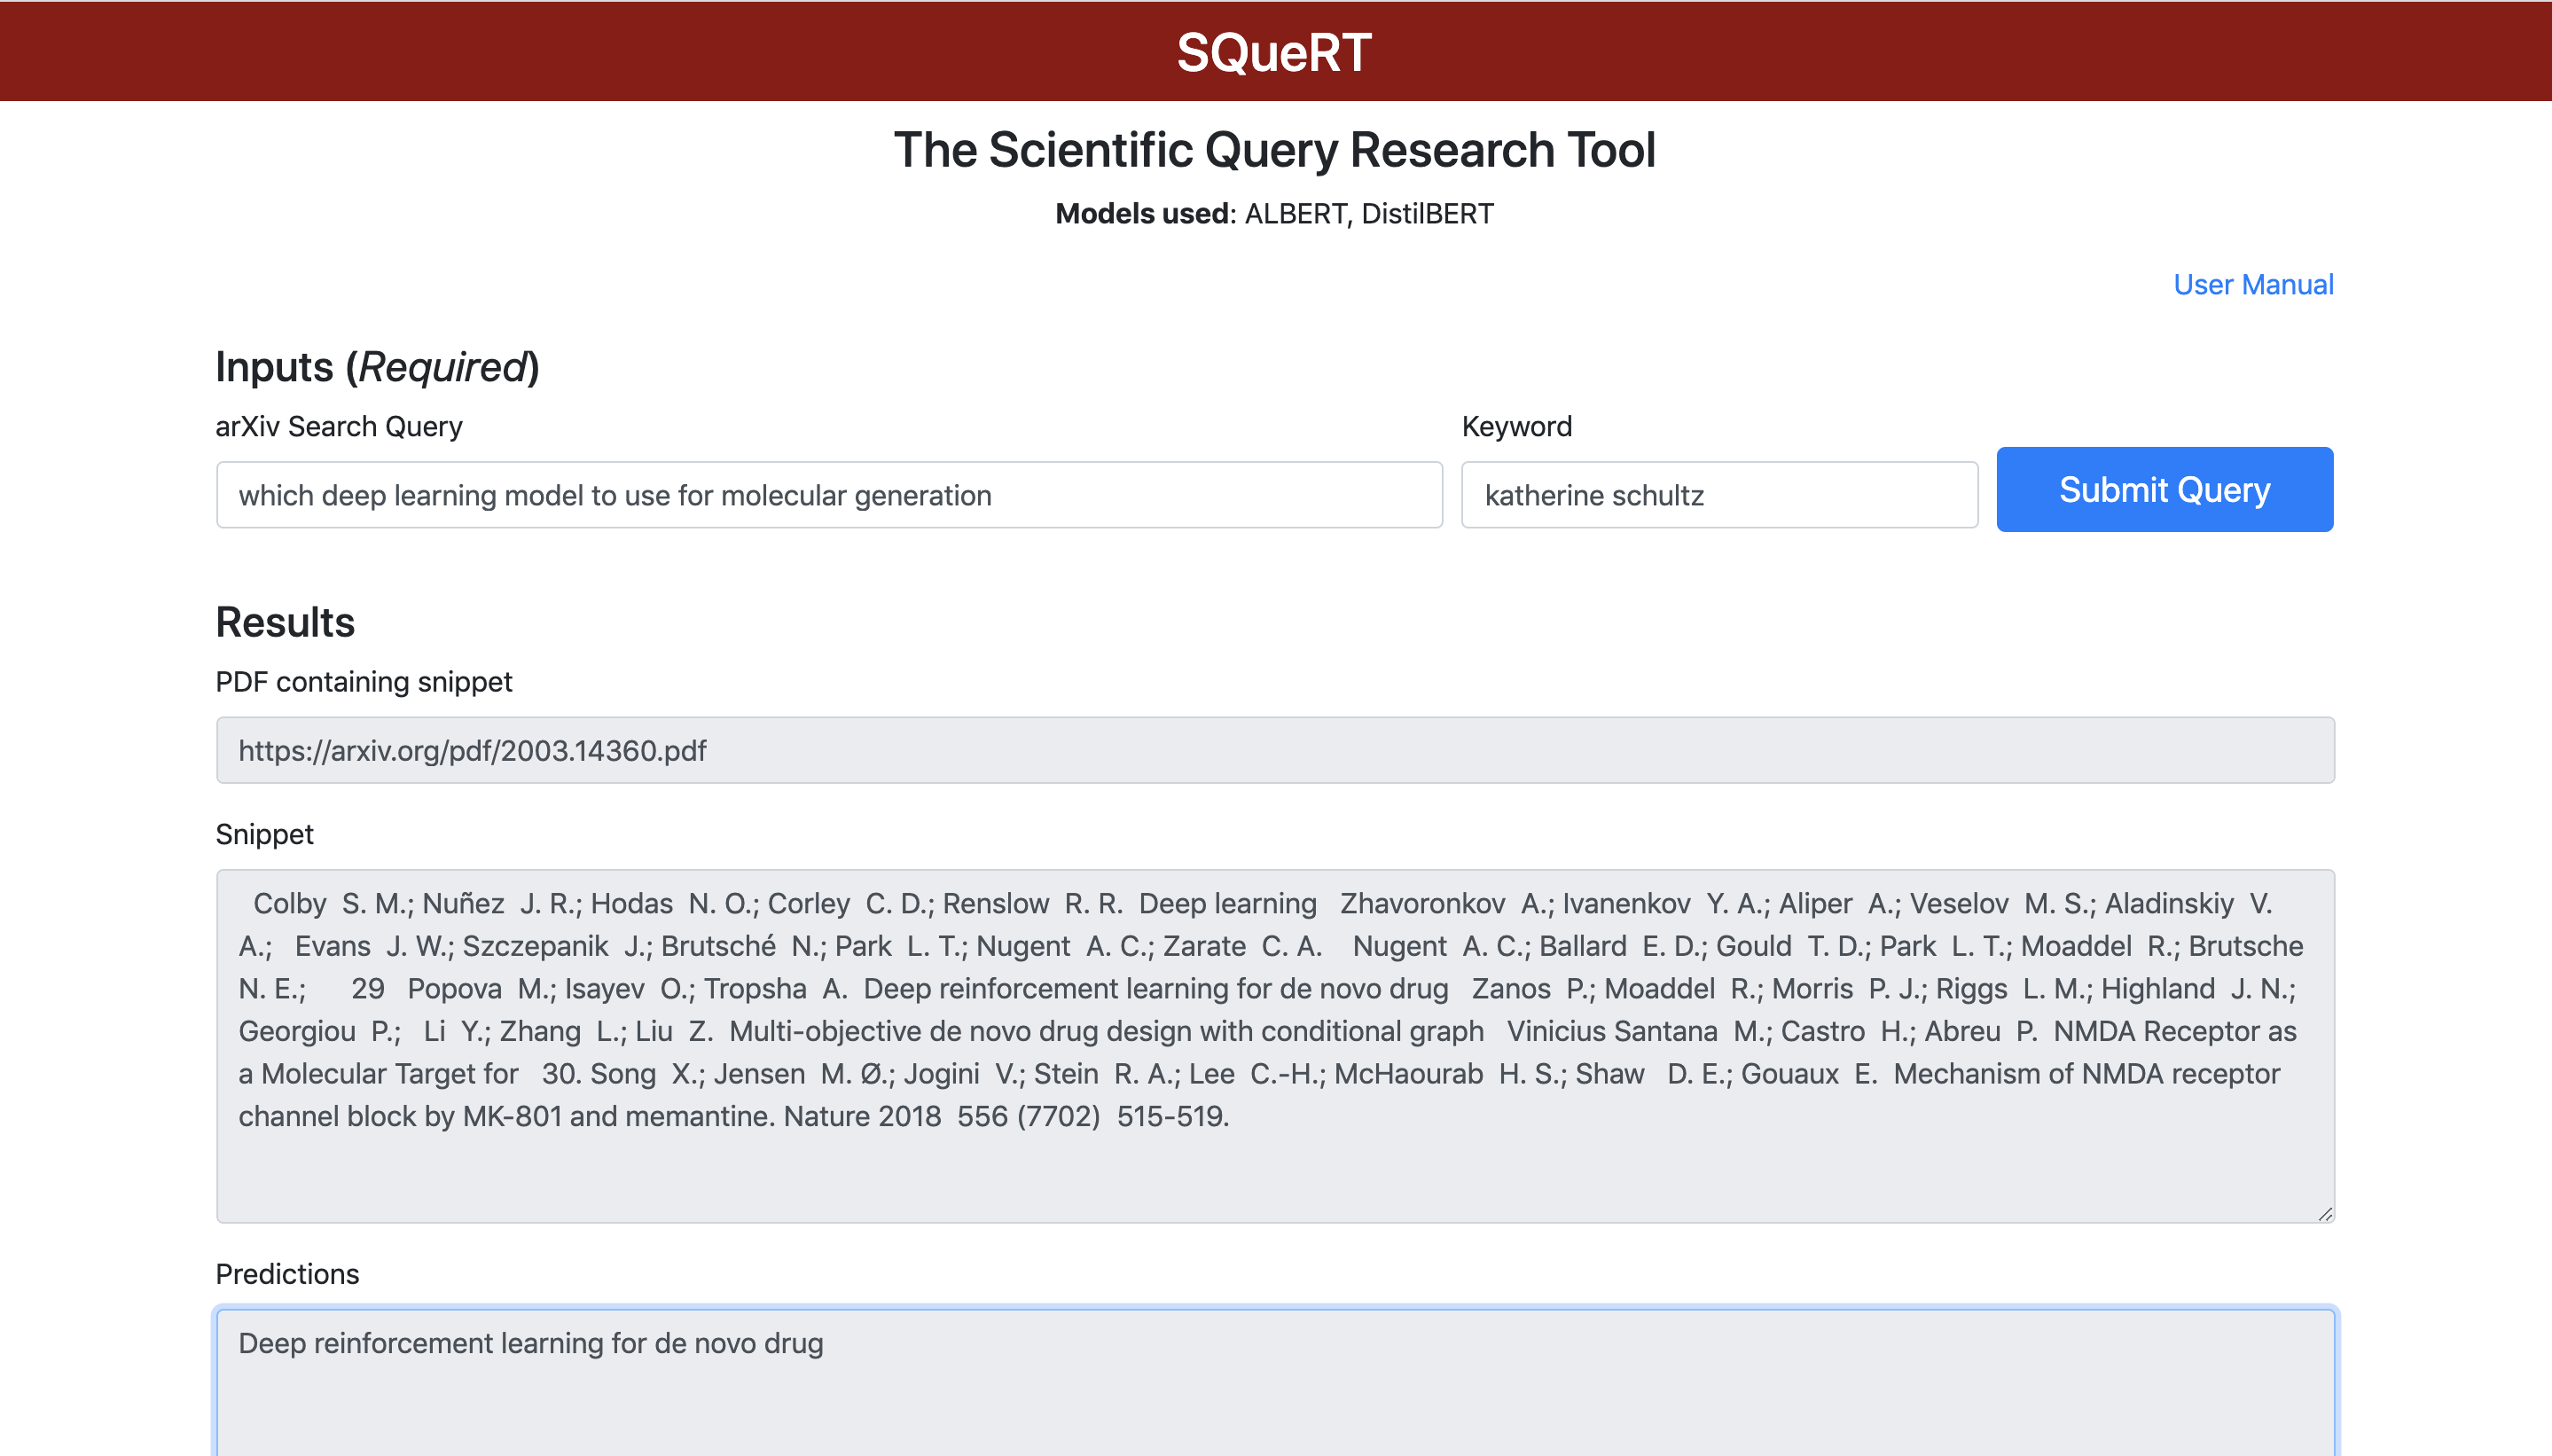 SQueRT
The Scientific Query Research Tool
Models used: ALBERT, DistilBERT
User Manual
Inputs (Required)
arXiv Search Query
Keyword
which deep learning model to use for molecular generation
katherine schultz
Submit Query
Results
PDF containing snippet
https://arxiv.org/pdf/2003.14360.pdf
Snippet
Colby  S. M.; Nuñez  J. R.; Hodas  N. O.; Corley  C. D.; Renslow  R. R.  Deep learning   Zhavoronkov  A.; Ivanenkov  Y. A.; Aliper  A.; Veselov  M. S.; Aladinskiy  V.
A.;   Evans  J. W.; Szczepanik  J.; Brutsché  N.; Park  L. T.; Nugent  A. C.; Zarate  C. A.    Nugent  A. C.; Ballard  E. D.; Gould  T. D.; Park  L. T.; Moaddel  R.; Brutsche
N. E.;      29   Popova  M.; Isayev  O.; Tropsha  A.  Deep reinforcement learning for de novo drug   Zanos  P.; Moaddel  R.; Morris  P. J.; Riggs  L. M.; Highland  J. N.;
Georgiou  P.;   Li  Y.; Zhang  L.; Liu  Z.  Multi-objective de novo drug design with conditional graph   Vinicius Santana  M.; Castro  H.; Abreu  P.  NMDA Receptor as
a Molecular Target for   30. Song  X.; Jensen  M. Ø.; Jogini  V.; Stein  R. A.; Lee  C.-H.; McHaourab  H. S.; Shaw   D. E.; Gouaux  E.  Mechanism of NMDA receptor
channel block by MK-801 and memantine. Nature 2018  556 (7702)  515-519.
Predictions
Deep reinforcement learning for de novo drug